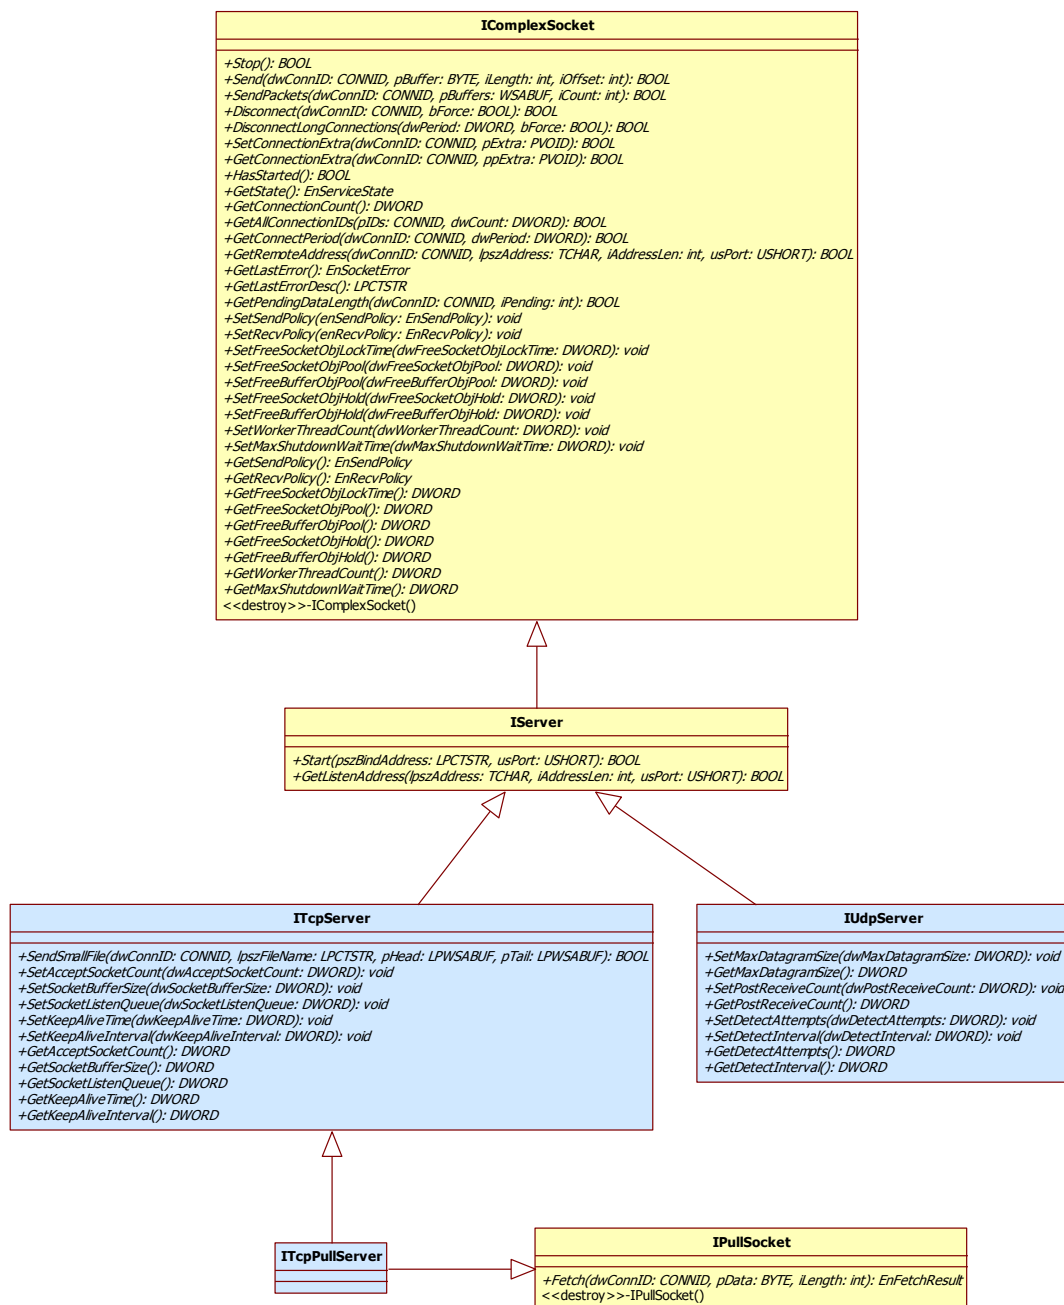 IComplexSocket
+Stop(): BOOL
+Send(dwConnID: CONNID, pBuffer: BYTE, iLength: int, iOffset: int): BOOL
+SendPackets(dwConnID: CONNID, pBuffers: WSABUF, iCount: int): BOOL
+Disconnect(dwConnID: CONNID, bForce: BOOL): BOOL
+DisconnectLongConnections(dwPeriod: DWORD, bForce: BOOL): BOOL
+SetConnectionExtra(dwConnID: CONNID, pExtra: PVOID): BOOL
+GetConnectionExtra(dwConnID: CONNID, ppExtra: PVOID): BOOL
+HasStarted(): BOOL
+GetState(): EnServiceState
+GetConnectionCount(): DWORD
+GetAllConnectionIDs(pIDs: CONNID, dwCount: DWORD): BOOL
+GetConnectPeriod(dwConnID: CONNID, dwPeriod: DWORD): BOOL
+GetRemoteAddress(dwConnID: CONNID, lpszAddress: TCHAR, iAddressLen: int, usPort: USHORT): BOOL
+GetLastError(): EnSocketError
+GetLastErrorDesc(): LPCTSTR
+GetPendingDataLength(dwConnID: CONNID, iPending: int): BOOL
+SetSendPolicy(enSendPolicy: EnSendPolicy): void
+SetRecvPolicy(enRecvPolicy: EnRecvPolicy): void
+SetFreeSocketObjLockTime(dwFreeSocketObjLockTime: DWORD): void
+SetFreeSocketObjPool(dwFreeSocketObjPool: DWORD): void
+SetFreeBufferObjPool(dwFreeBufferObjPool: DWORD): void
+SetFreeSocketObjHold(dwFreeSocketObjHold: DWORD): void
+SetFreeBufferObjHold(dwFreeBufferObjHold: DWORD): void
+SetWorkerThreadCount(dwWorkerThreadCount: DWORD): void
+SetMaxShutdownWaitTime(dwMaxShutdownWaitTime: DWORD): void
+GetSendPolicy(): EnSendPolicy
+GetRecvPolicy(): EnRecvPolicy
+GetFreeSocketObjLockTime(): DWORD
+GetFreeSocketObjPool(): DWORD
+GetFreeBufferObjPool(): DWORD
+GetFreeSocketObjHold(): DWORD
+GetFreeBufferObjHold(): DWORD
+GetWorkerThreadCount(): DWORD
+GetMaxShutdownWaitTime(): DWORD
<<destroy>>-IComplexSocket()
IServer
+Start(pszBindAddress: LPCTSTR, usPort: USHORT): BOOL
+GetListenAddress(lpszAddress: TCHAR, iAddressLen: int, usPort: USHORT): BOOL
ITcpServer
+SendSmallFile(dwConnID: CONNID, lpszFileName: LPCTSTR, pHead: LPWSABUF, pTail: LPWSABUF): BOOL
+SetAcceptSocketCount(dwAcceptSocketCount: DWORD): void
+SetSocketBufferSize(dwSocketBufferSize: DWORD): void
+SetSocketListenQueue(dwSocketListenQueue: DWORD): void
+SetKeepAliveTime(dwKeepAliveTime: DWORD): void
+SetKeepAliveInterval(dwKeepAliveInterval: DWORD): void
+GetAcceptSocketCount(): DWORD
+GetSocketBufferSize(): DWORD
+GetSocketListenQueue(): DWORD
+GetKeepAliveTime(): DWORD
+GetKeepAliveInterval(): DWORD
IUdpServer
+SetMaxDatagramSize(dwMaxDatagramSize: DWORD): void
+GetMaxDatagramSize(): DWORD
+SetPostReceiveCount(dwPostReceiveCount: DWORD): void
+GetPostReceiveCount(): DWORD
+SetDetectAttempts(dwDetectAttempts: DWORD): void
+SetDetectInterval(dwDetectInterval: DWORD): void
+GetDetectAttempts(): DWORD
+GetDetectInterval(): DWORD
ITcpPullServer
IPullSocket
+Fetch(dwConnID: CONNID, pData: BYTE, iLength: int): EnFetchResult
<<destroy>>-IPullSocket()